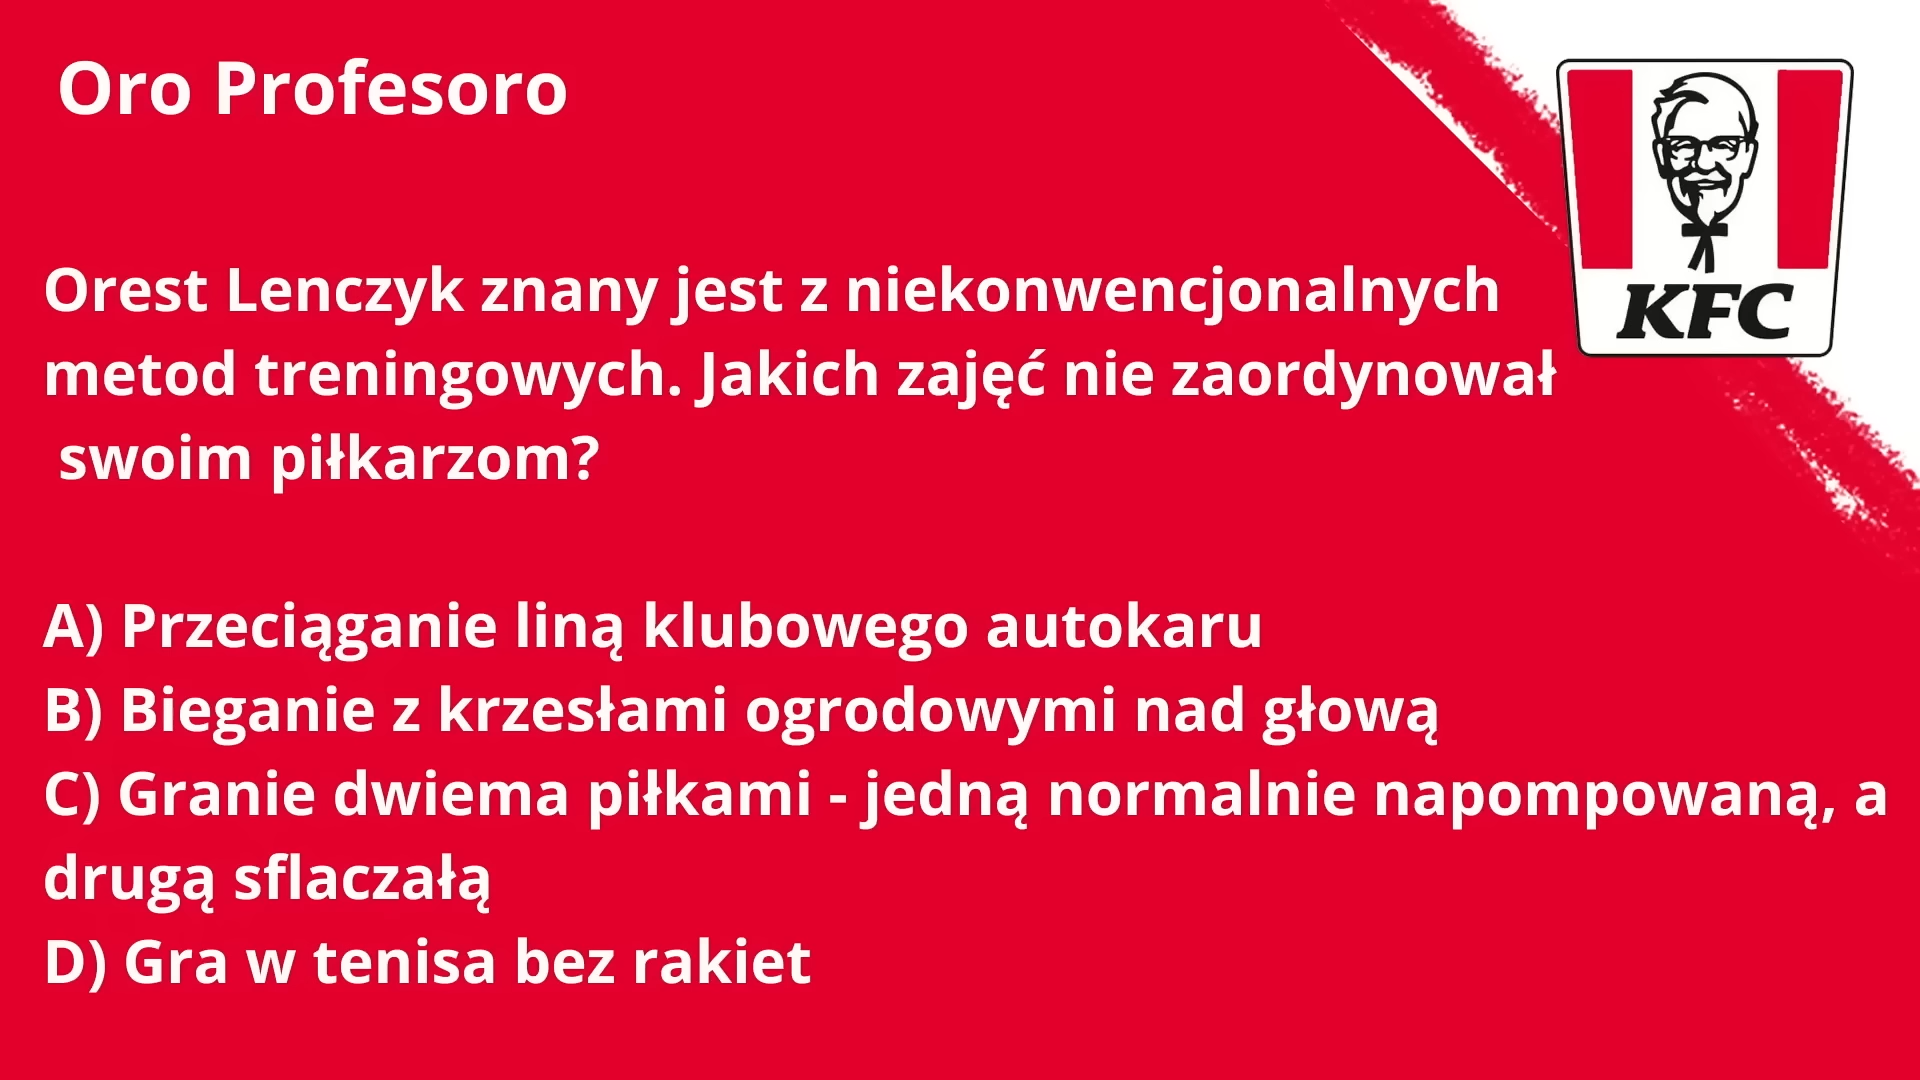 Oro Profesoro
KFC
Orest Lenczyk znany jest z niekonwencjonalnych
metod treningowych. Jakich zajęć nie zaordynował
swoim piłkarzom?
A) Przeciąganie liną klubowego autokaru
B) Bieganie z krzesłami ogrodowymi nad głową
C) Granie dwiema piłkami - jedną normalnie napompowaną, a
drugą sflaczałą
D) Gra w tenisa bez rakiet